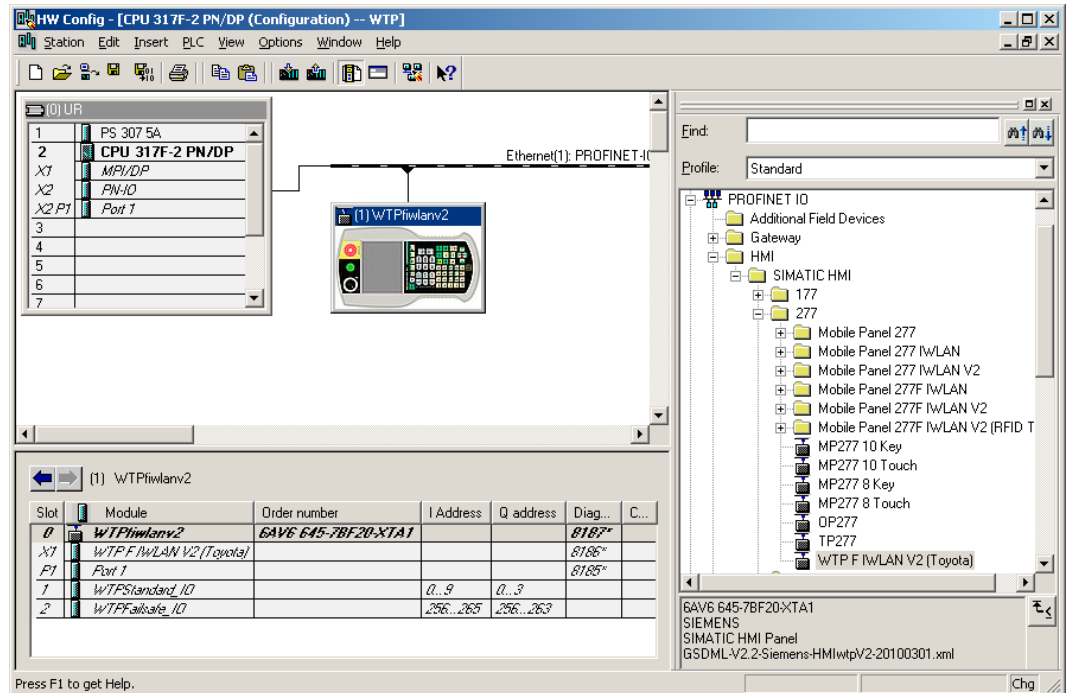 HW Config - [CPU 317F-2 PN/DP (Configuration) -- WTP]
Station Edit Insert PLC View Options Window Help
(0) UR
1 PS 307 5A
2 CPU 317F-2 PN/DP
X1 MPI/DP
X2 PN-IO
X2 P1 Port 1
3
4
5
6
7
Ethernet(1): PROFINET-IO
(1) WTPfiwlanv2
Find:
Profile: Standard
PROFINET IO
Additional Field Devices
Gateway
HMI
SIMATIC HMI
177
277
Mobile Panel 277
Mobile Panel 277 IWLAN
Mobile Panel 277 IWLAN V2
Mobile Panel 277F IWLAN
Mobile Panel 277F IWLAN V2
Mobile Panel 277F IWLAN V2 (RFID T
MP277 10 Key
MP277 10 Touch
MP277 8 Key
MP277 8 Touch
OP277
TP277
WTP F IWLAN V2 (Toyota)
(1) WTPfiwlanv2
Slot Module Order number I Address Q address Diag... C...
0 WTPfiwlanv2 6AV6 645-7BF20-XTA1 8187*
X1 WTP F IWLAN V2 (Toyota) 8186*
P1 Port 1 8185*
1 WTPStandard_IO 0...9 0...3
2 WTPFailsafe_IO 256...265 256...263
6AV6 645-7BF20-XTA1
SIEMENS
SIMATIC HMI Panel
GSDML-V2.2-Siemens-HMIwtpV2-20100301.xml
Press F1 to get Help.
Chg